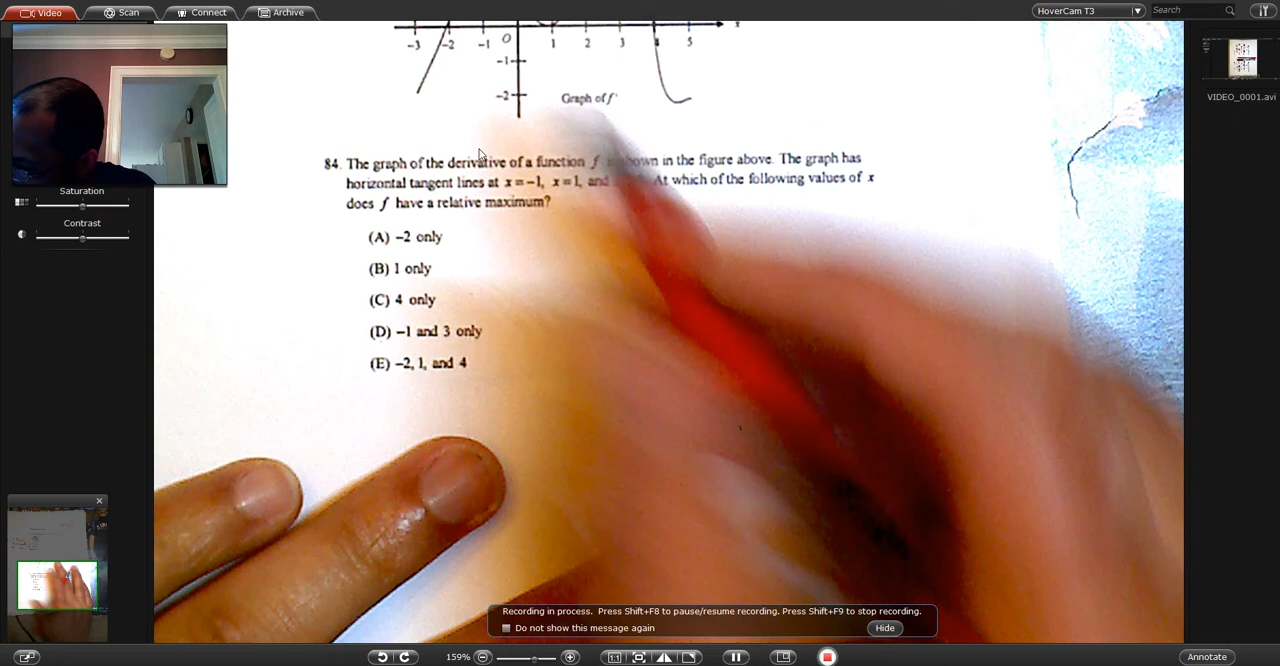 Video
Scan
Connect
Archive
HoverCam T3
Search
VIDEO_0001.avi
Saturation
Contrast
-3 -2 -1 O 1 2 3 4 5 x
-1
-2
Graph of f'
84. The graph of the derivative of a function f is shown in the figure above. The graph has
horizontal tangent lines at x = -1, x = 1, and At which of the following values of x
does f have a relative maximum?
(A) -2 only
(B) 1 only
(C) 4 only
(D) -1 and 3 only
(E) -2, 1, and 4
Recording in process. Press Shift+F8 to pause/resume recording. Press Shift+F9 to stop recording.
Do not show this message again
Hide
159%
1:1
Annotate